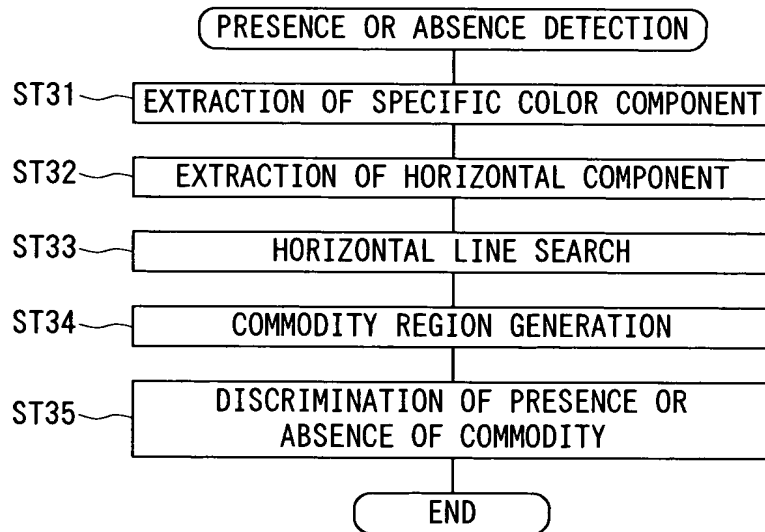 PRESENCE OR ABSENCE DETECTION
ST31 EXTRACTION OF SPECIFIC COLOR COMPONENT
ST32 EXTRACTION OF HORIZONTAL COMPONENT
ST33 HORIZONTAL LINE SEARCH
ST34 COMMODITY REGION GENERATION
ST35 DISCRIMINATION OF PRESENCE OR
ABSENCE OF COMMODITY
END